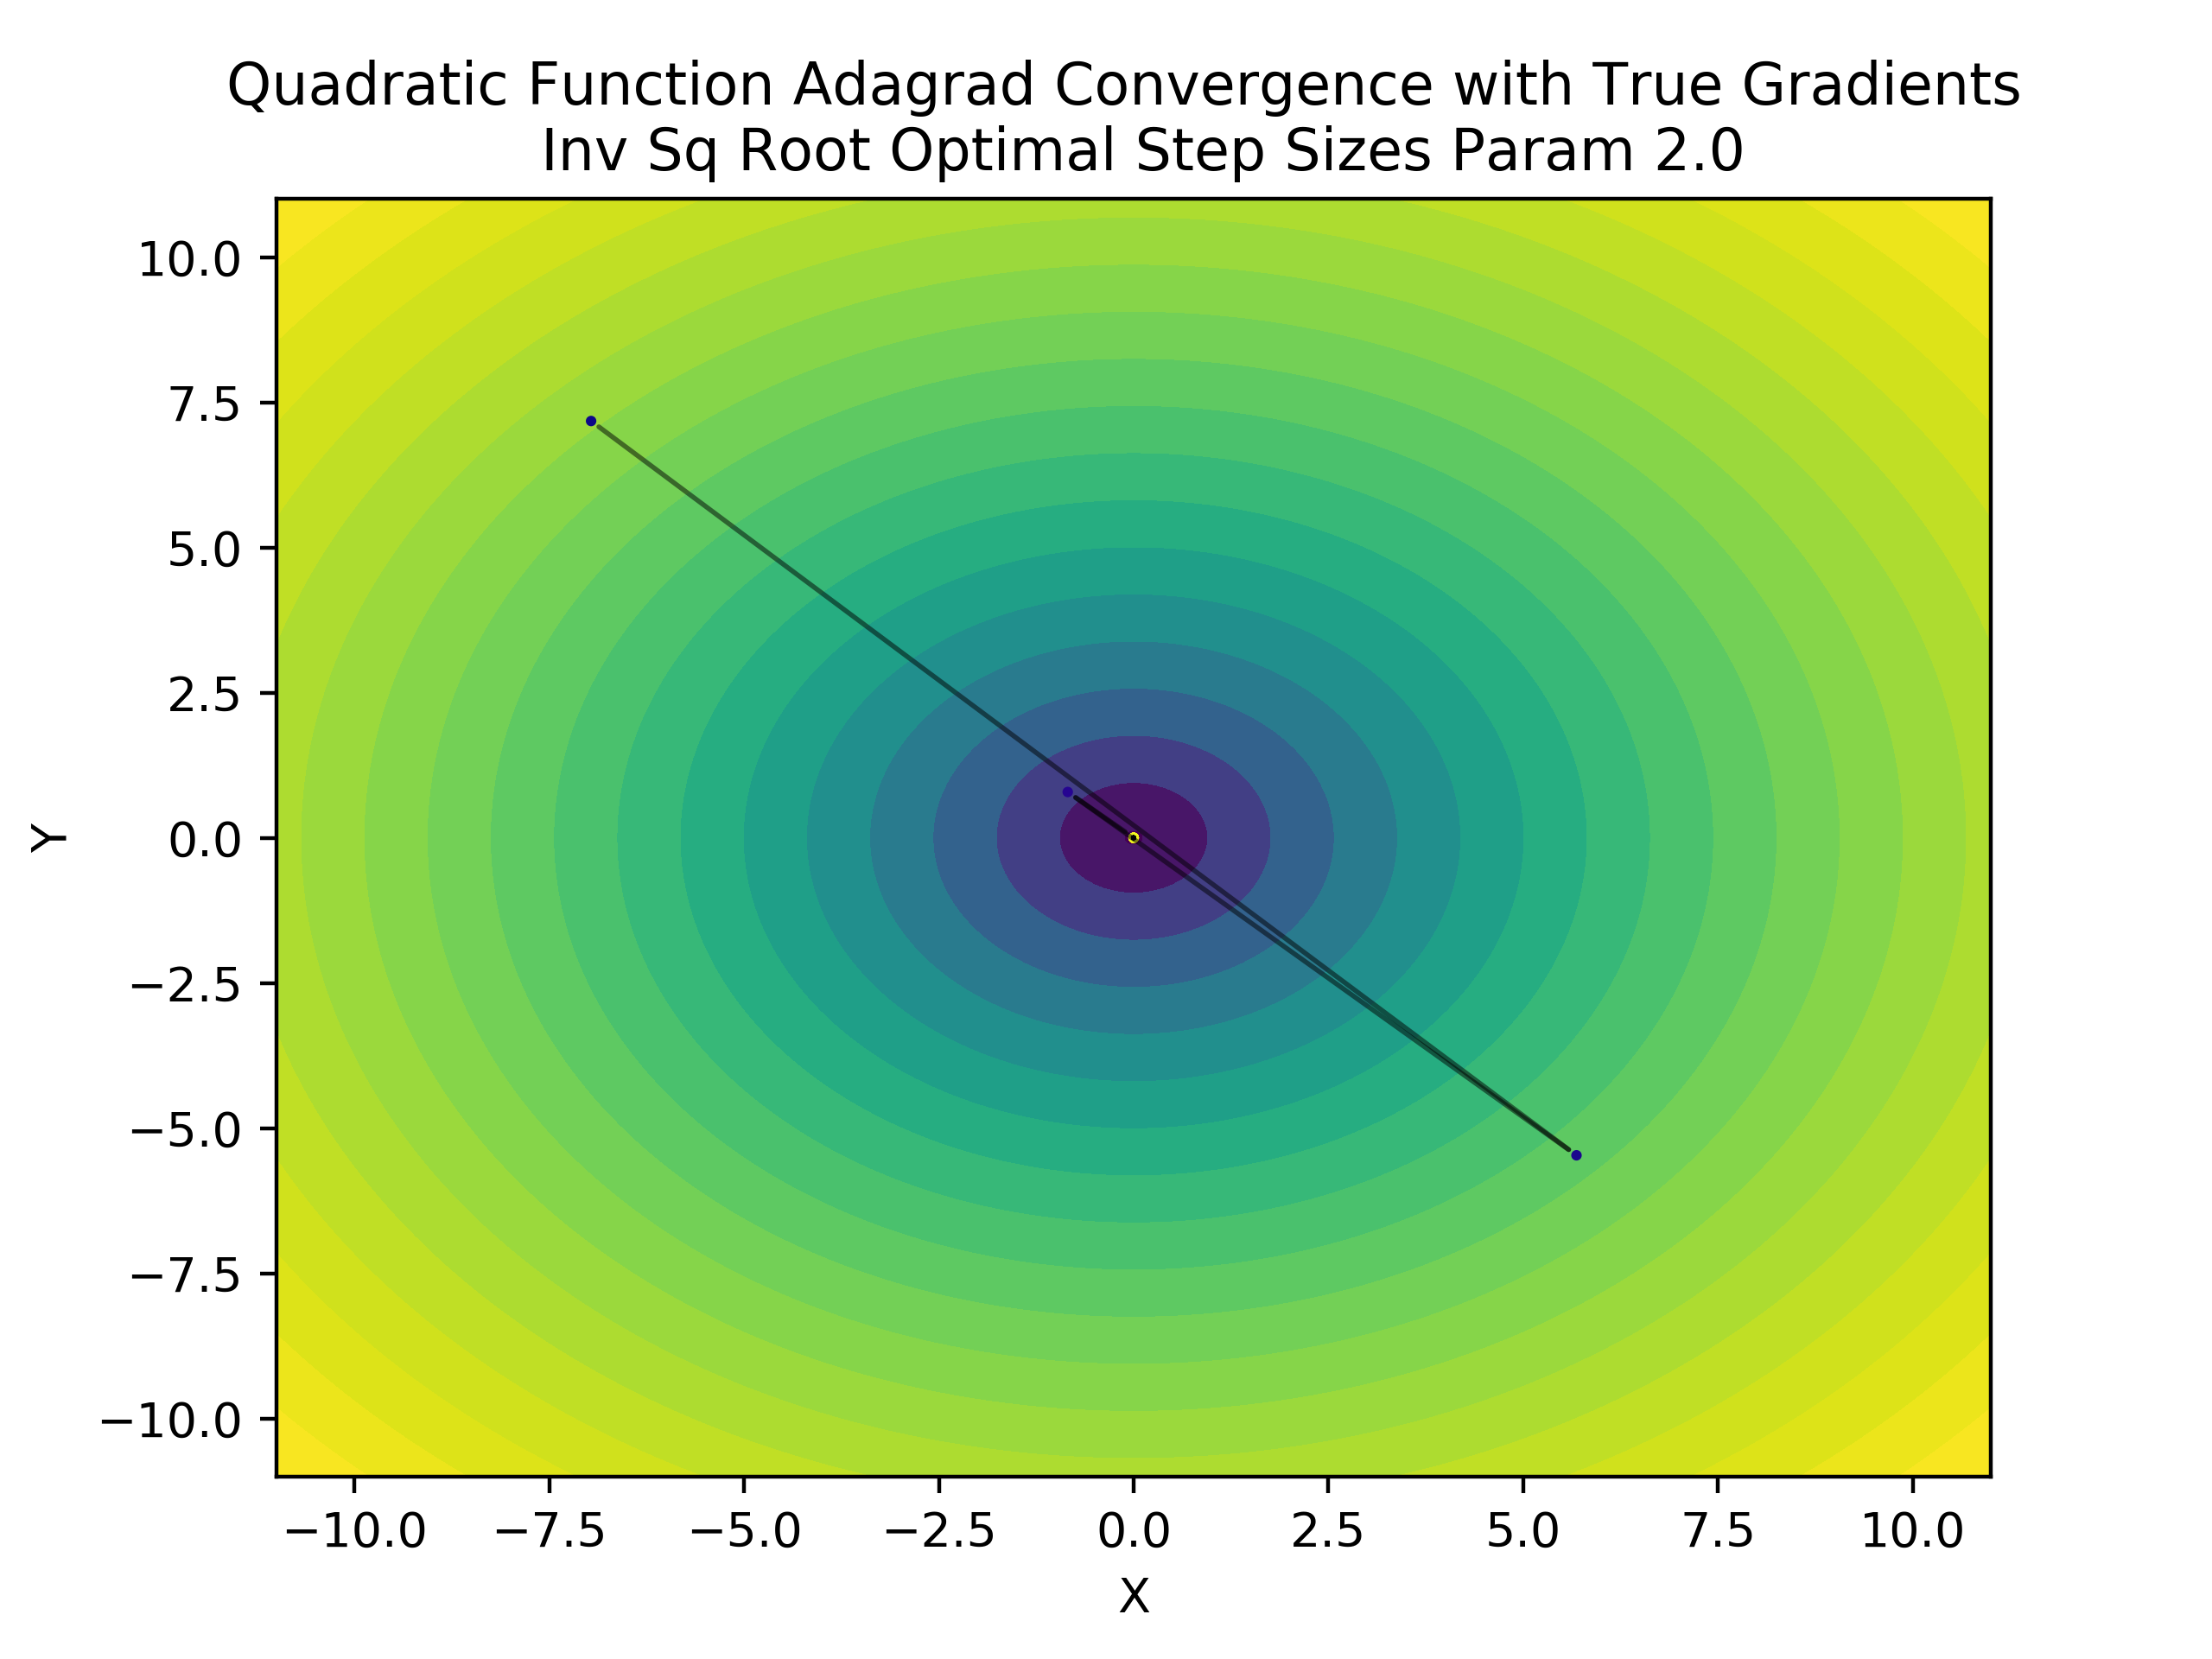 Quadratic Function Adagrad Convergence with True Gradients
Inv Sq Root Optimal Step Sizes Param 2.0
10.0
7.5
5.0
2.5
0.0
−2.5
−5.0
−7.5
−10.0
Y
−10.0 −7.5 −5.0 −2.5 0.0 2.5 5.0 7.5 10.0
X